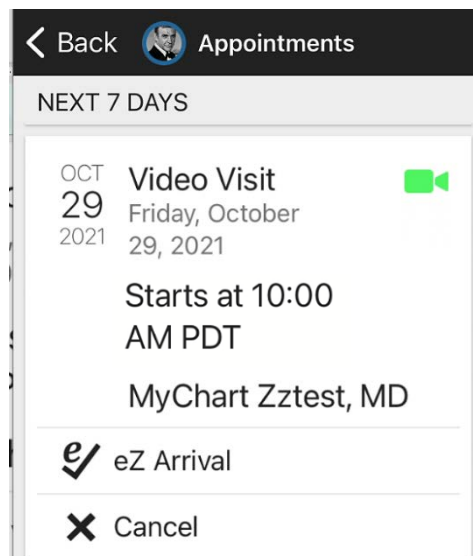 Back Appointments
NEXT 7 DAYS
OCT
29
2021
Video Visit
Friday, October
29, 2021
Starts at 10:00
AM PDT
MyChart Zztest, MD
eZ Arrival
Cancel